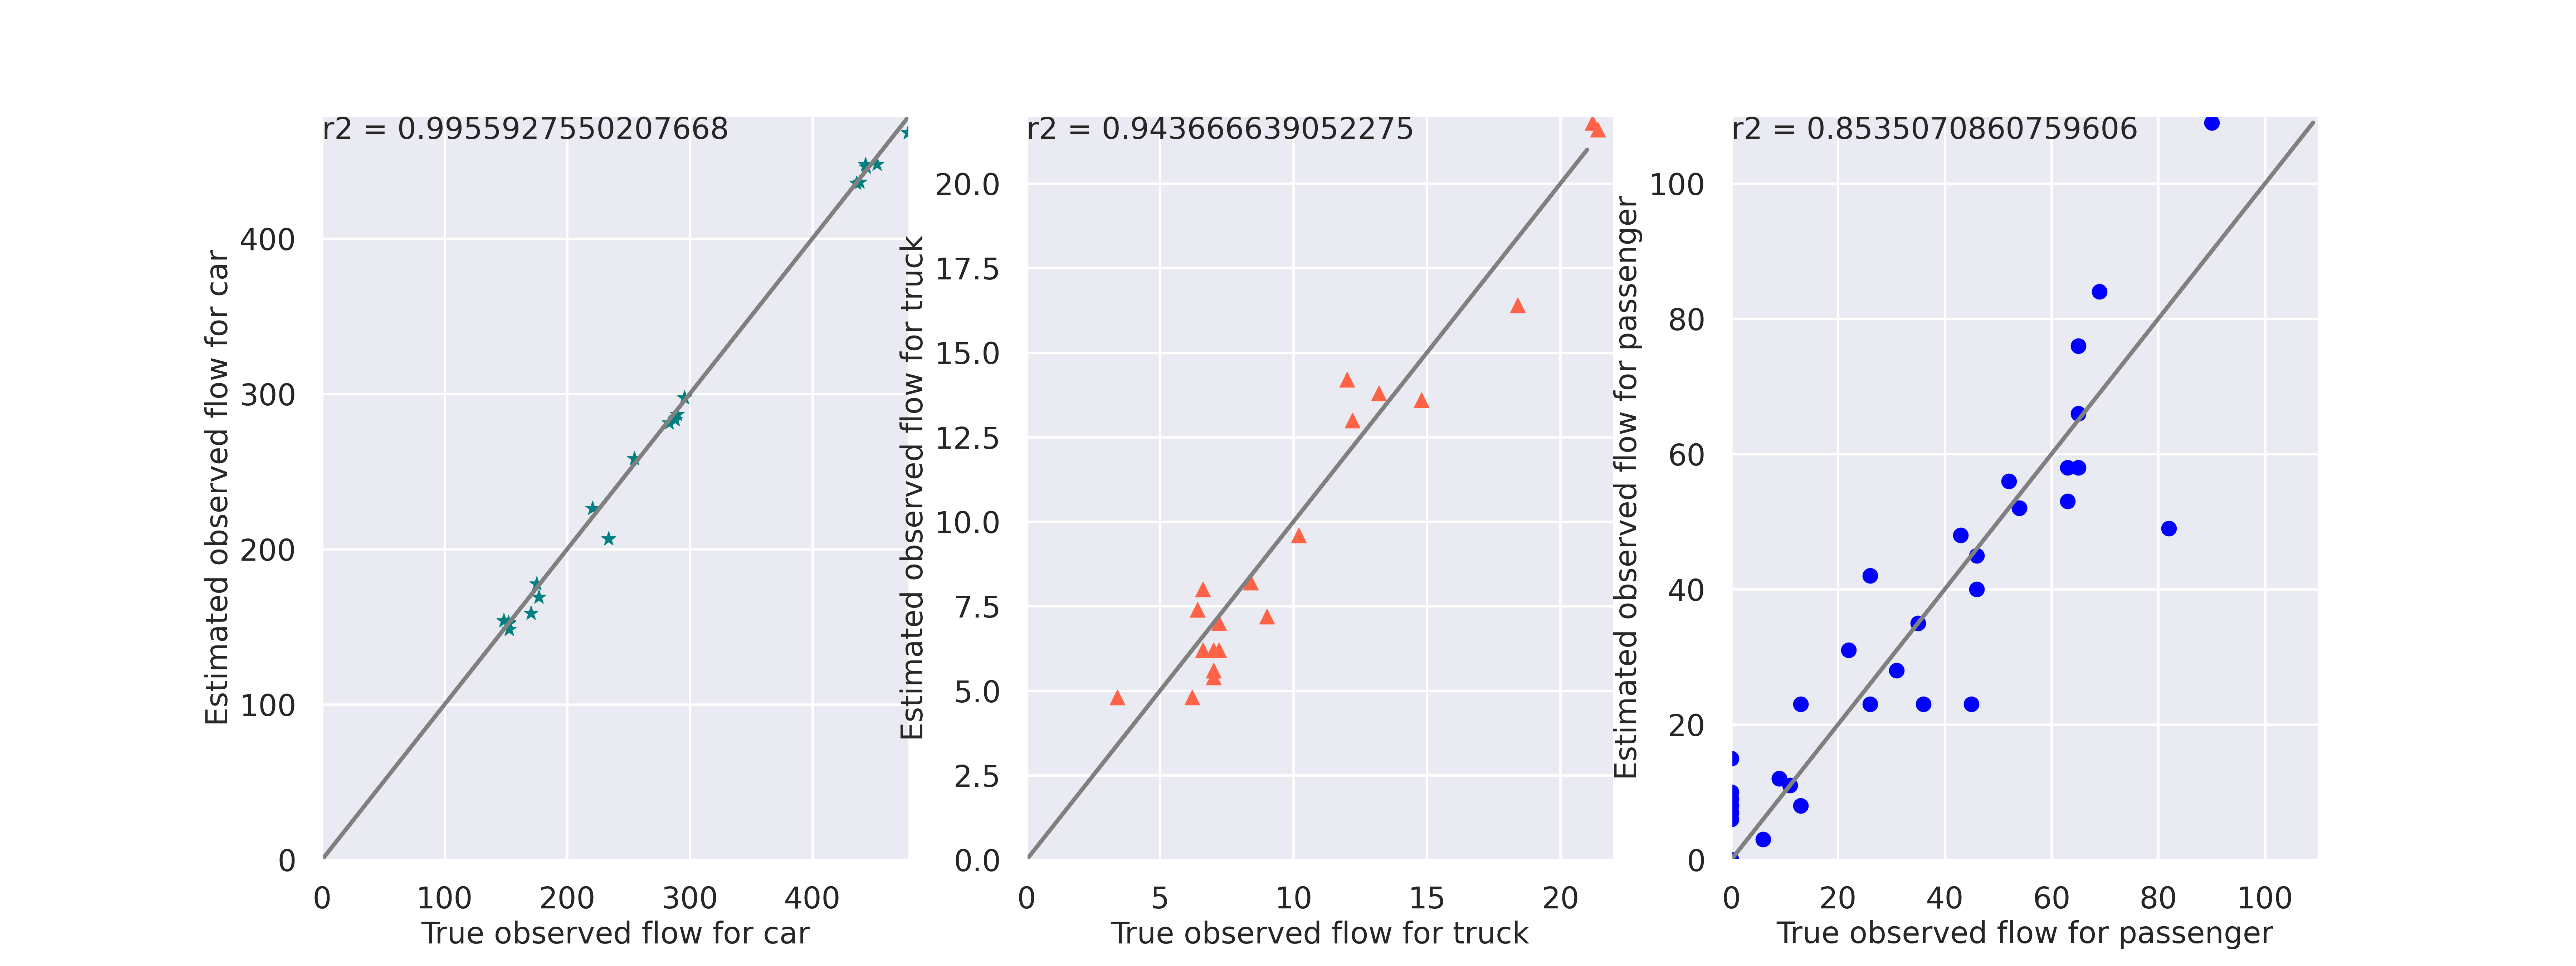 r2 = 0.9955927550207668
Estimated observed flow for car
400
300
200
100
0
0 100 200 300 400
True observed flow for car
r2 = 0.943666639052275
Estimated observed flow for truck
20.0
17.5
15.0
12.5
10.0
7.5
5.0
2.5
0.0
0 5 10 15 20
True observed flow for truck
r2 = 0.8535070860759606
Estimated observed flow for passenger
100
80
60
40
20
0
0 20 40 60 80 100
True observed flow for passenger